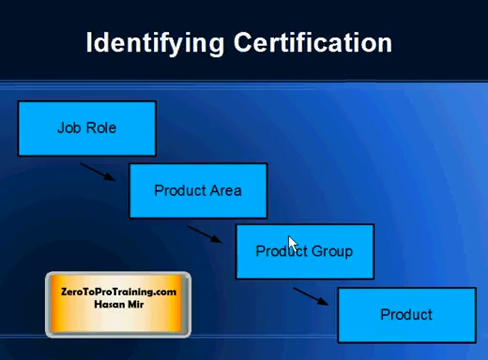 Identifying Certification
Job Role
Product Area
Product Group
Product
ZeroToProTraining.com
Hasan Mir